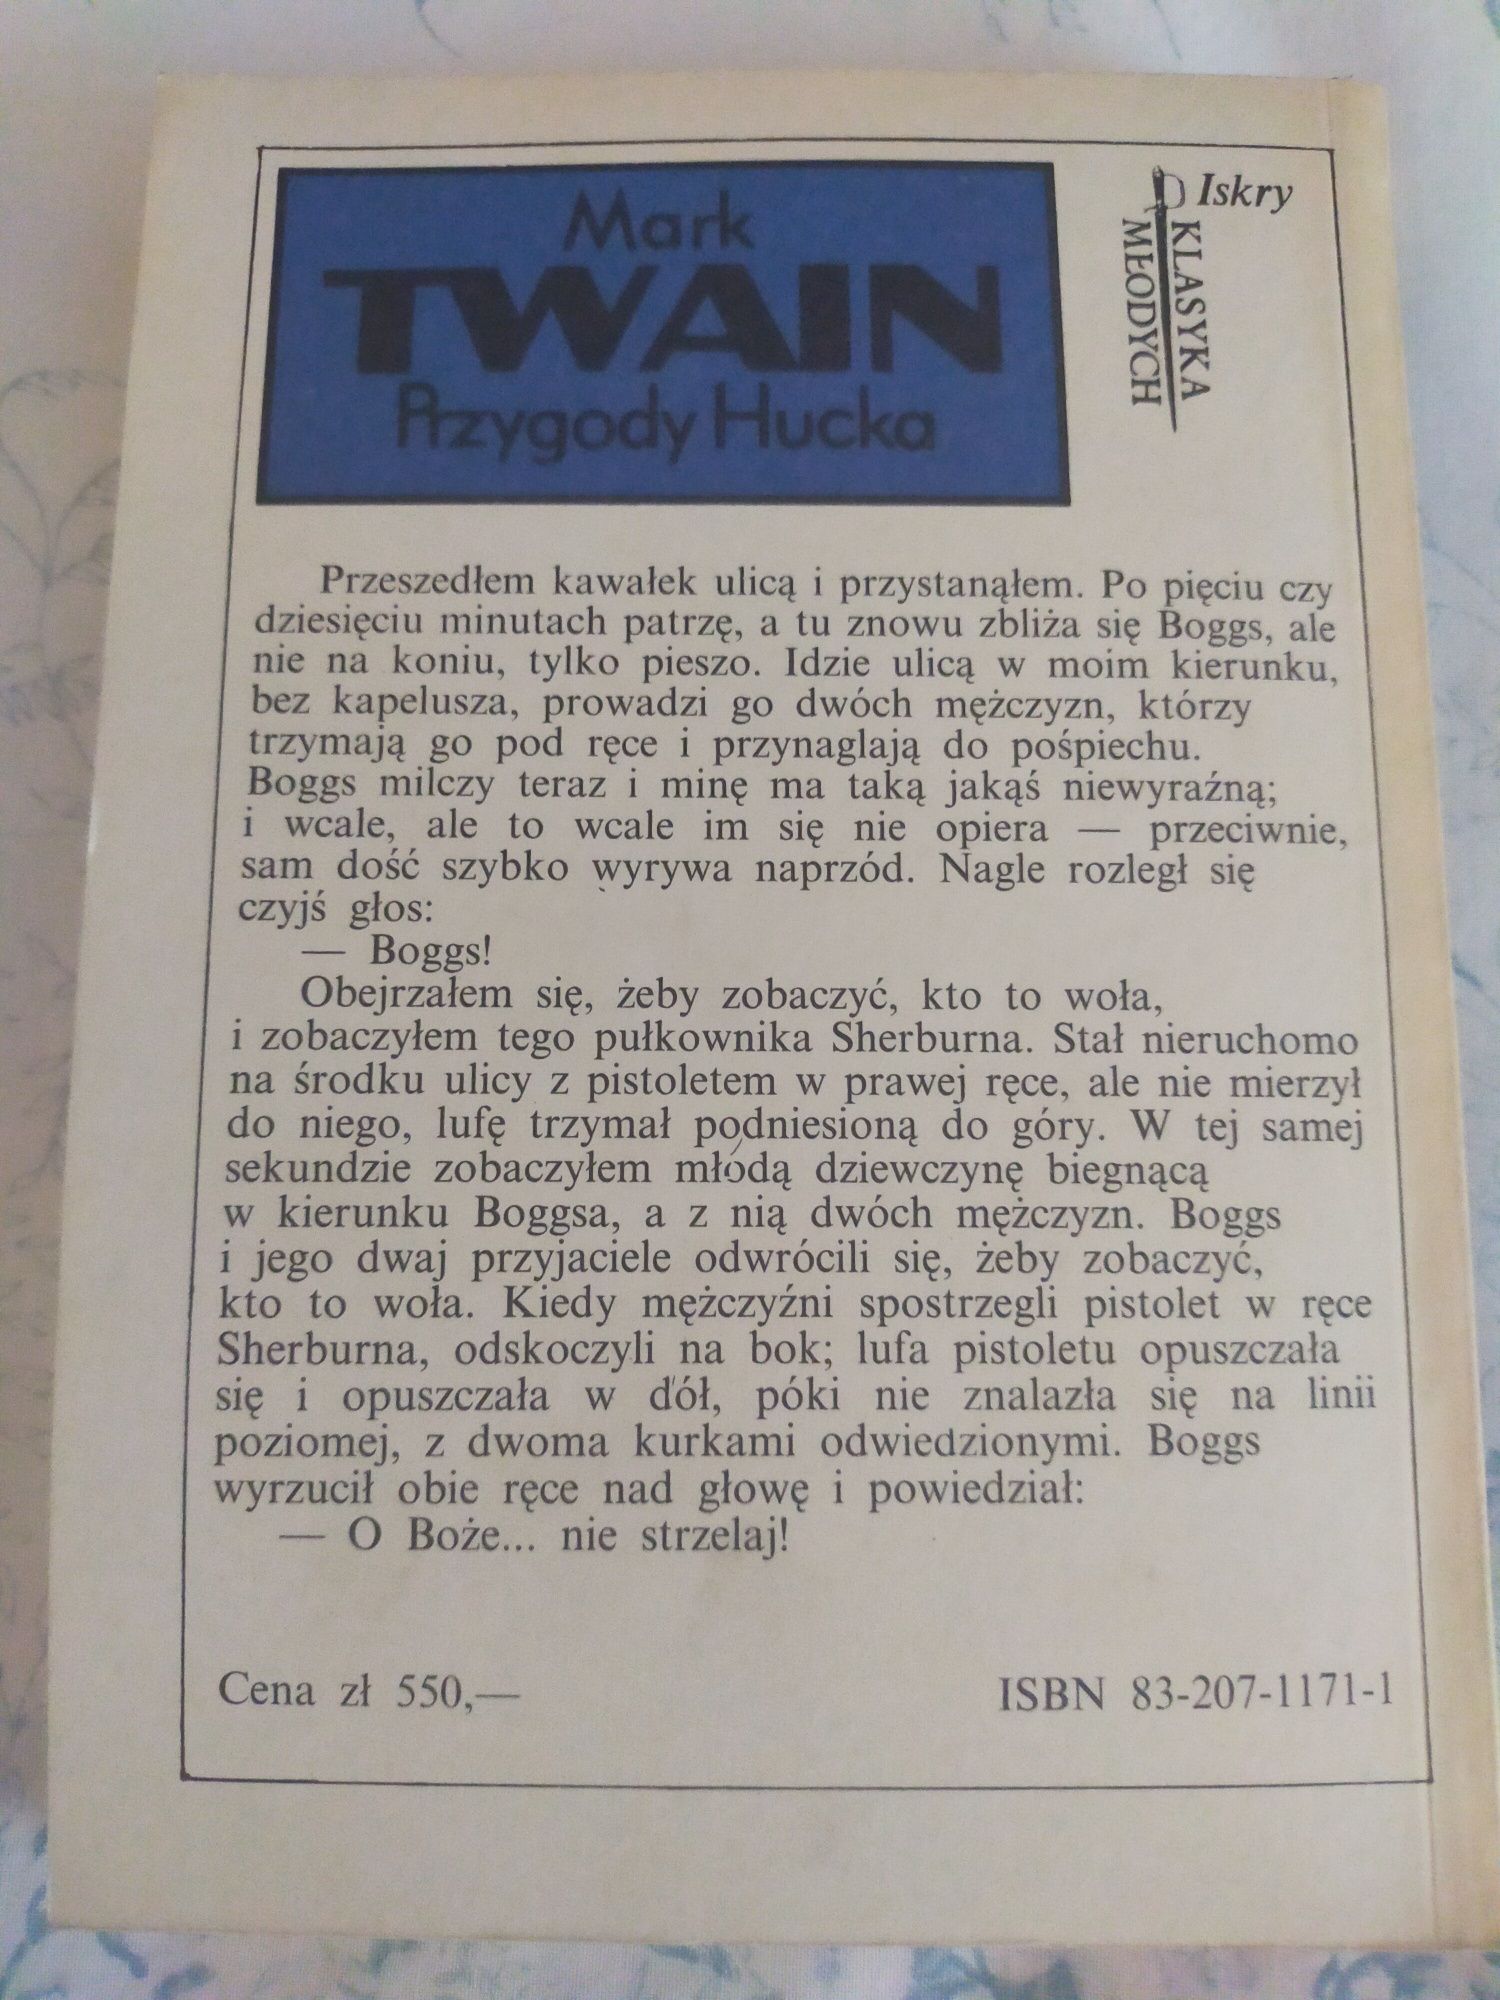 Mark
TWAIN
Przygody Hucka
Iskry
KLASYKA
MŁODYCH
Przeszedłem kawałek ulicą i przystanąłem. Po pięciu czy
dziesięciu minutach patrzę, a tu znowu zbliża się Boggs, ale
nie na koniu, tylko pieszo. Idzie ulicą w moim kierunku,
bez kapelusza, prowadzi go dwóch mężczyzn, którzy
trzymają go pod ręce i przynaglają do pośpiechu.
Boggs milczy teraz i minę ma taką jakąś niewyraźną;
i wcale, ale to wcale im się nie opiera — przeciwnie,
sam dość szybko wyrywa naprzód. Nagle rozległ się
czyjś głos:
— Boggs!
Obejrzałem się, żeby zobaczyć, kto to woła,
i zobaczyłem tego pułkownika Sherburna. Stał nieruchomo
na środku ulicy z pistoletem w prawej ręce, ale nie mierzył
do niego, lufę trzymał podniesioną do góry. W tej samej
sekundzie zobaczyłem młodą dziewczynę biegnącą
w kierunku Boggsa, a z nią dwóch mężczyzn. Boggs
i jego dwaj przyjaciele odwrócili się, żeby zobaczyć,
kto to woła. Kiedy mężczyźni spostrzegli pistolet w ręce
Sherburna, odskoczyli na bok; lufa pistoletu opuszczała
się i opuszczała w dół, póki nie znalazła się na linii
poziomej, z dwoma kurkami odwiedzionymi. Boggs
wyrzucił obie ręce nad głowę i powiedział:
— O Boże... nie strzelaj!
Cena zł 550,—
ISBN 83-207-1171-1